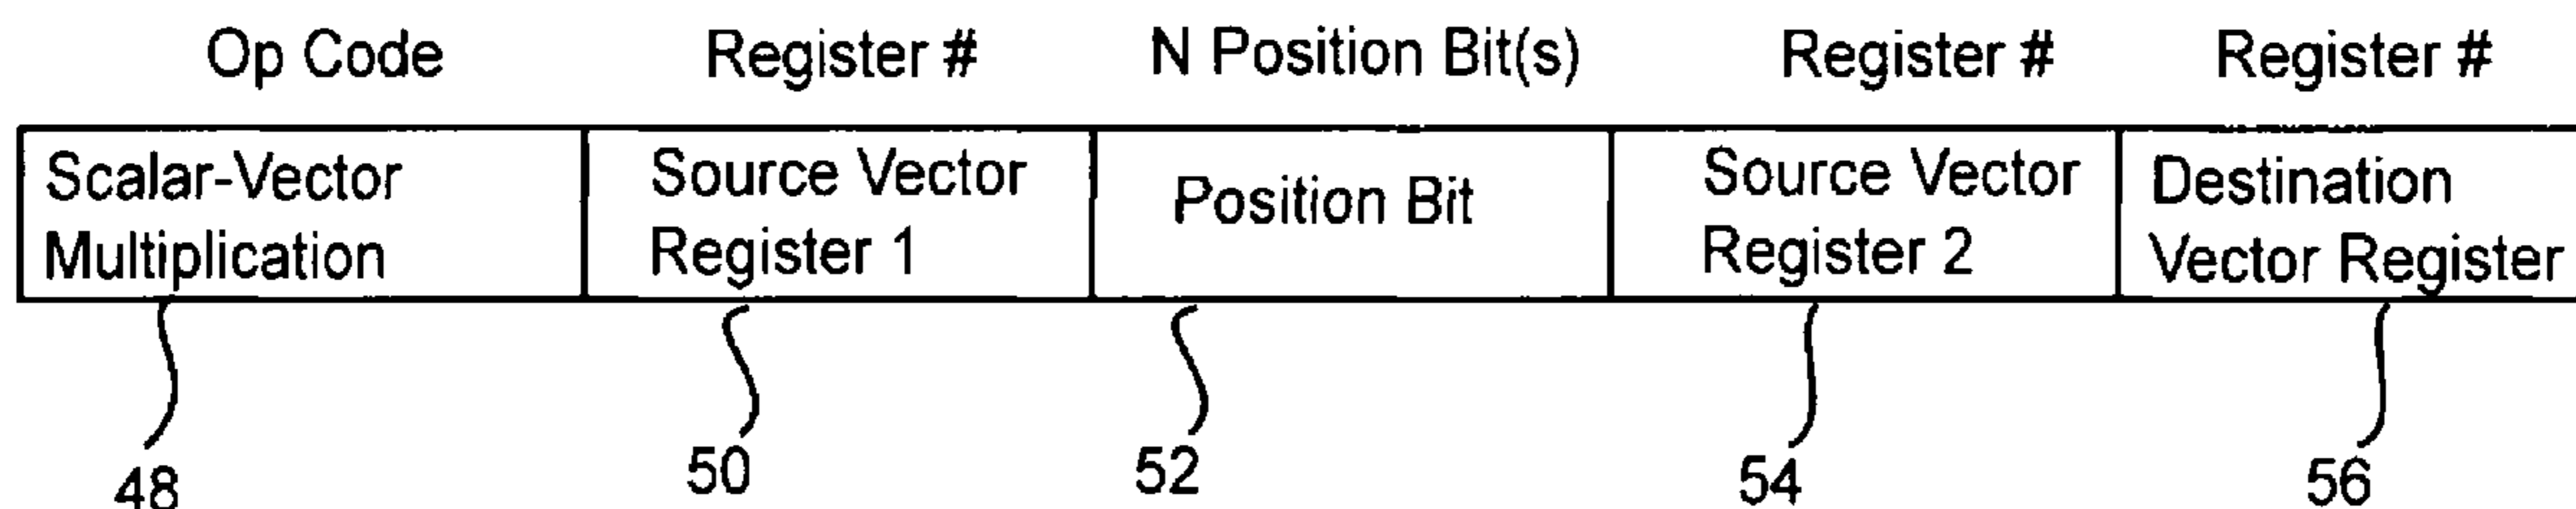 Op Code Register # N Position Bit(s) Register # Register #
Scalar-Vector Multiplication
Source Vector Register 1
Position Bit
Source Vector Register 2
Destination Vector Register
48 50 52 54 56